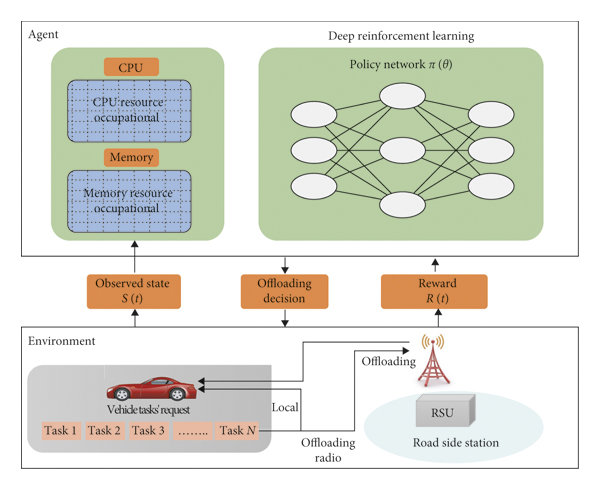 Agent
Deep reinforcement learning
CPU
CPU resource
occupational
Memory
Memory resource
occupational
Policy network π (θ)
Observed state
S (t)
Offloading
decision
Reward
R (t)
Environment
Offloading
Vehicle tasks' request
Local
Task 1 Task 2 Task 3 ........ Task N
Offloading
radio
RSU
Road side station